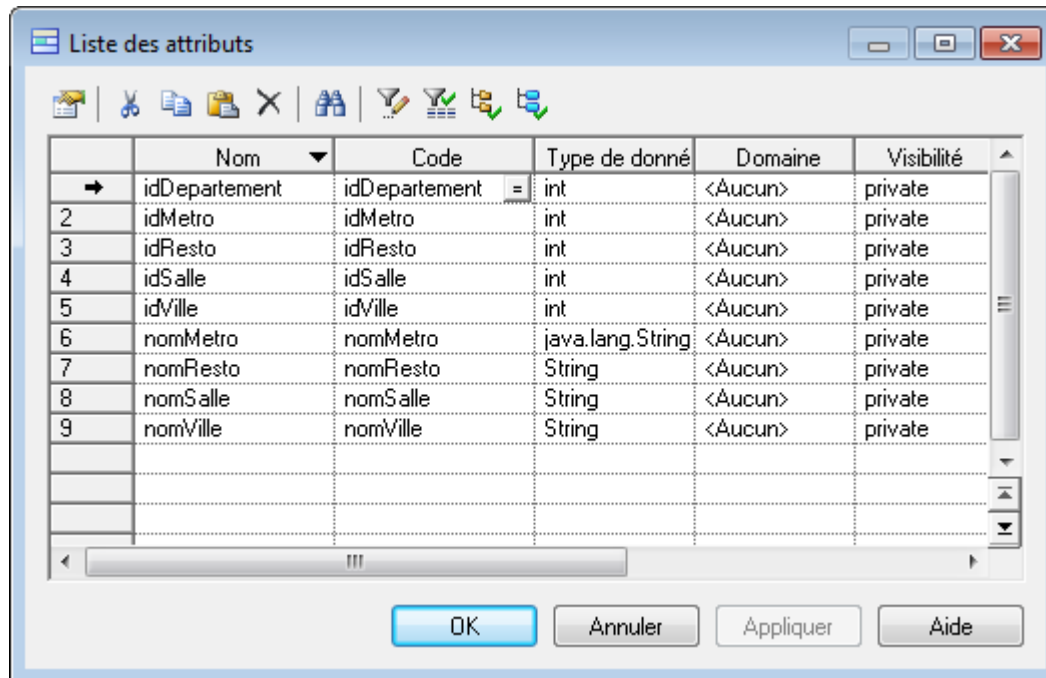 Liste des attributs
Nom Code Type de donné Domaine Visibilité
idDepartement idDepartement = int <Aucun> private
2 idMetro idMetro int <Aucun> private
3 idResto idResto int <Aucun> private
4 idSalle idSalle int <Aucun> private
5 idVille idVille int <Aucun> private
6 nomMetro nomMetro java.lang.String <Aucun> private
7 nomResto nomResto String <Aucun> private
8 nomSalle nomSalle String <Aucun> private
9 nomVille nomVille String <Aucun> private
OK Annuler Appliquer Aide